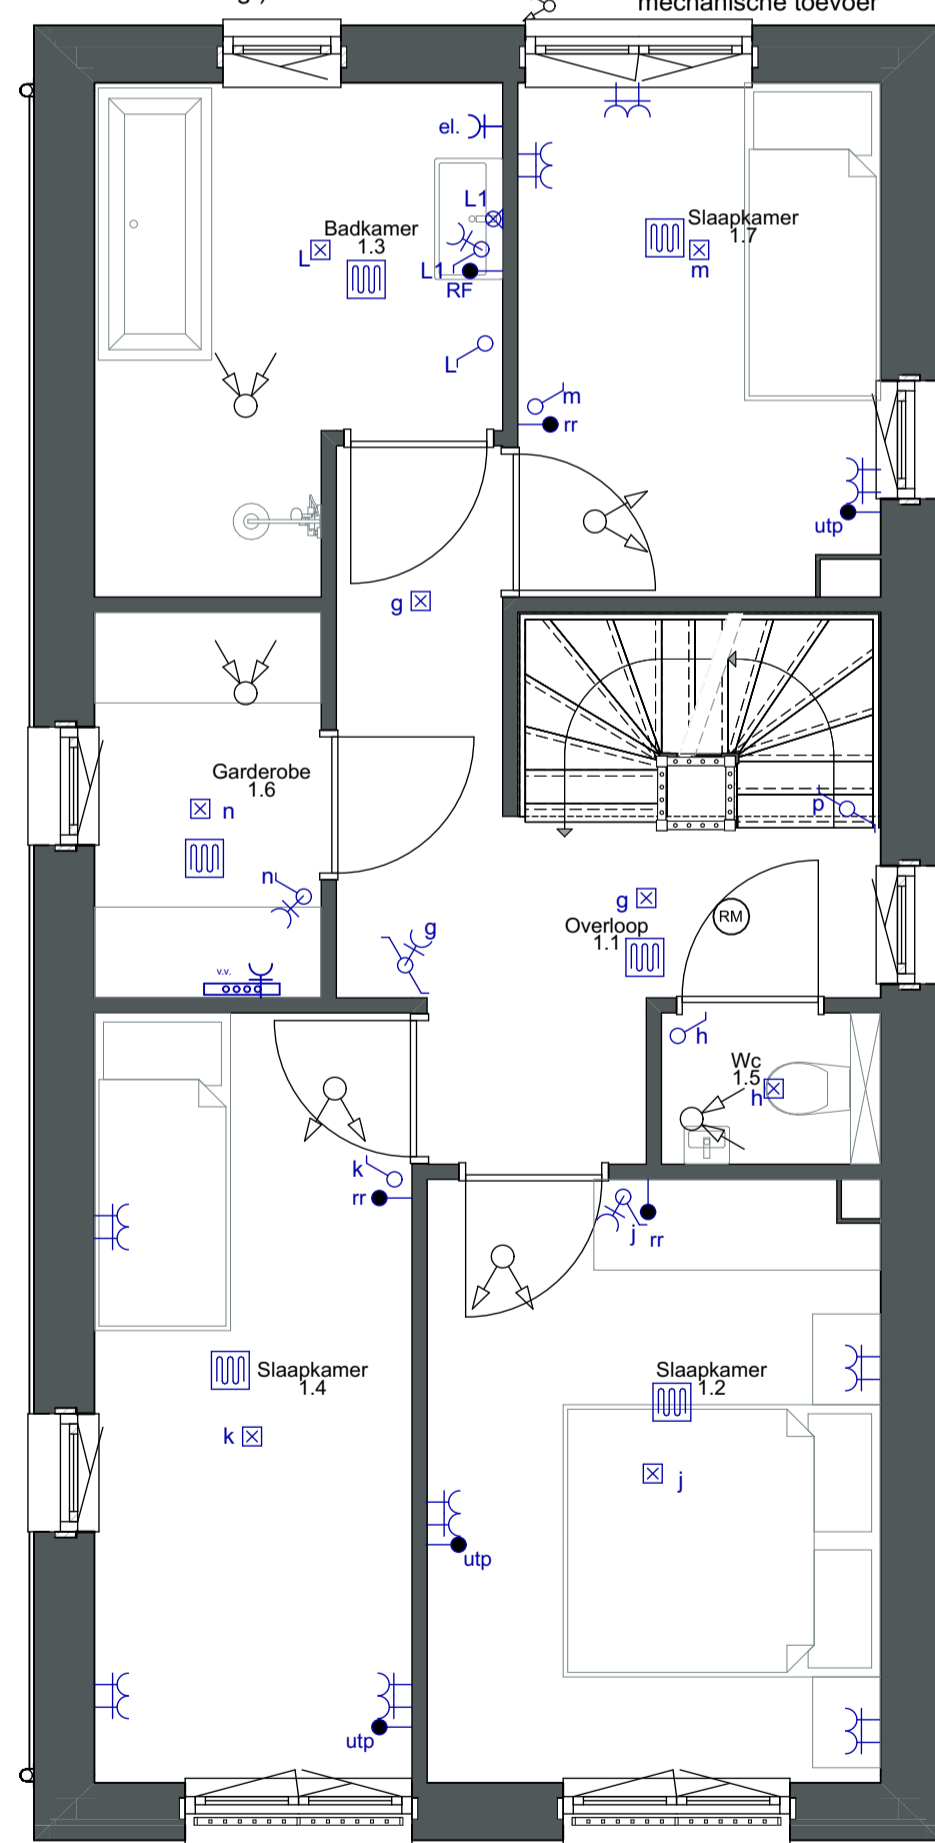 mechanische toevoer
el.
L1
Badkamer
1.3
L
L1
RF
L
Slaapkamer
1.7
m
m
rr
utp
g
Garderobe
1.6
n
n
v.v.
p
g
g
Overloop
1.1
RM
h
Wc
1.5
h
k
rr
j
rr
Slaapkamer
1.4
k
Slaapkamer
1.2
j
utp
utp